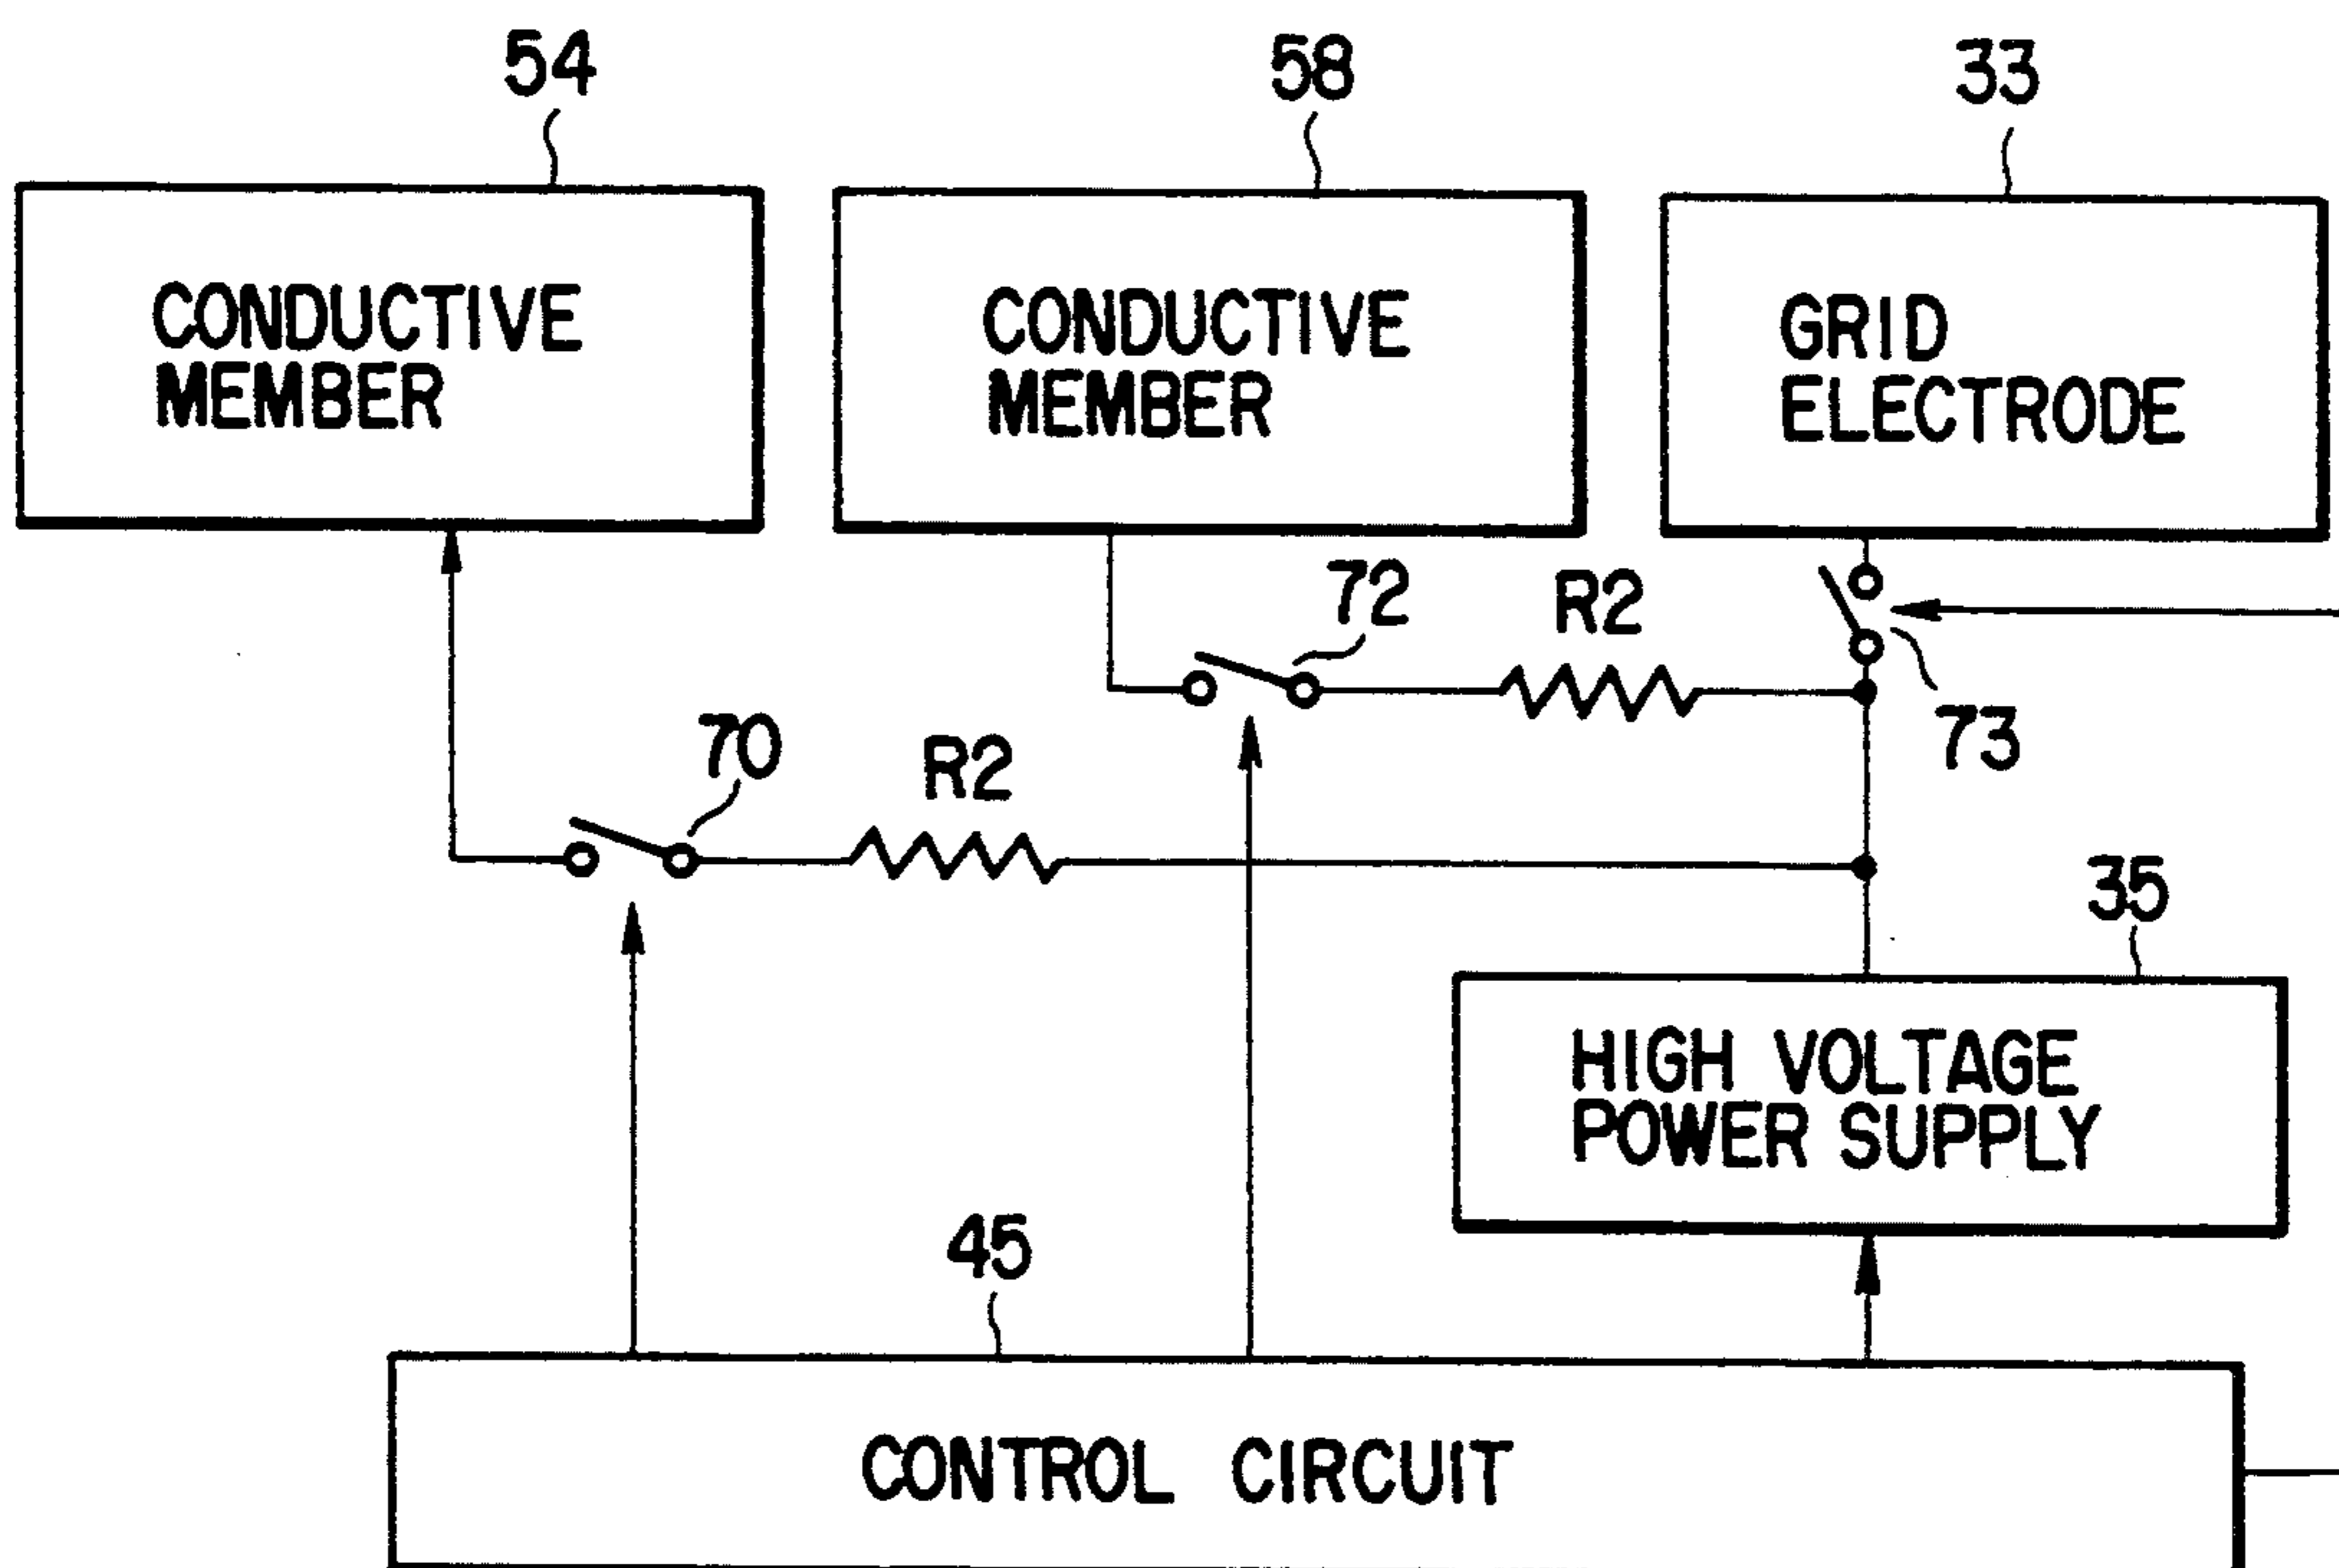 54
58
33
CONDUCTIVE
MEMBER
CONDUCTIVE
MEMBER
GRID
ELECTRODE
72
R2
73
70
R2
35
HIGH VOLTAGE
POWER SUPPLY
45
CONTROL CIRCUIT